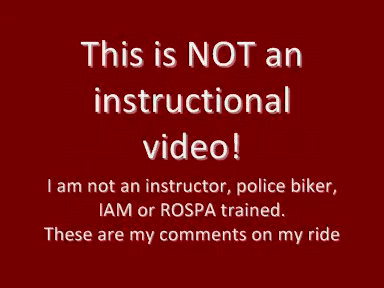 This is NOT an
instructional
video!
I am not an instructor, police biker,
IAM or ROSPA trained.
These are my comments on my ride